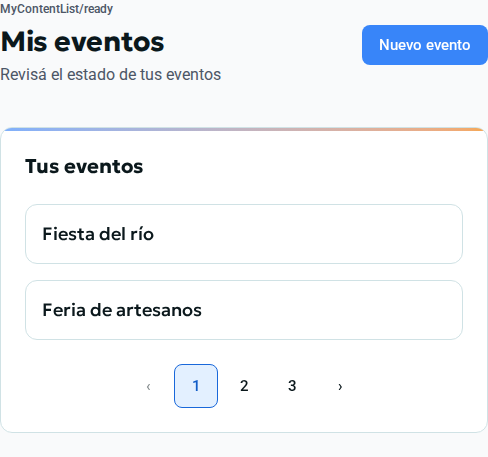 MyContentList/ready
Mis eventos
Nuevo evento
Revisá el estado de tus eventos
Tus eventos
Fiesta del río
Feria de artesanos
‹ 1 2 3 ›